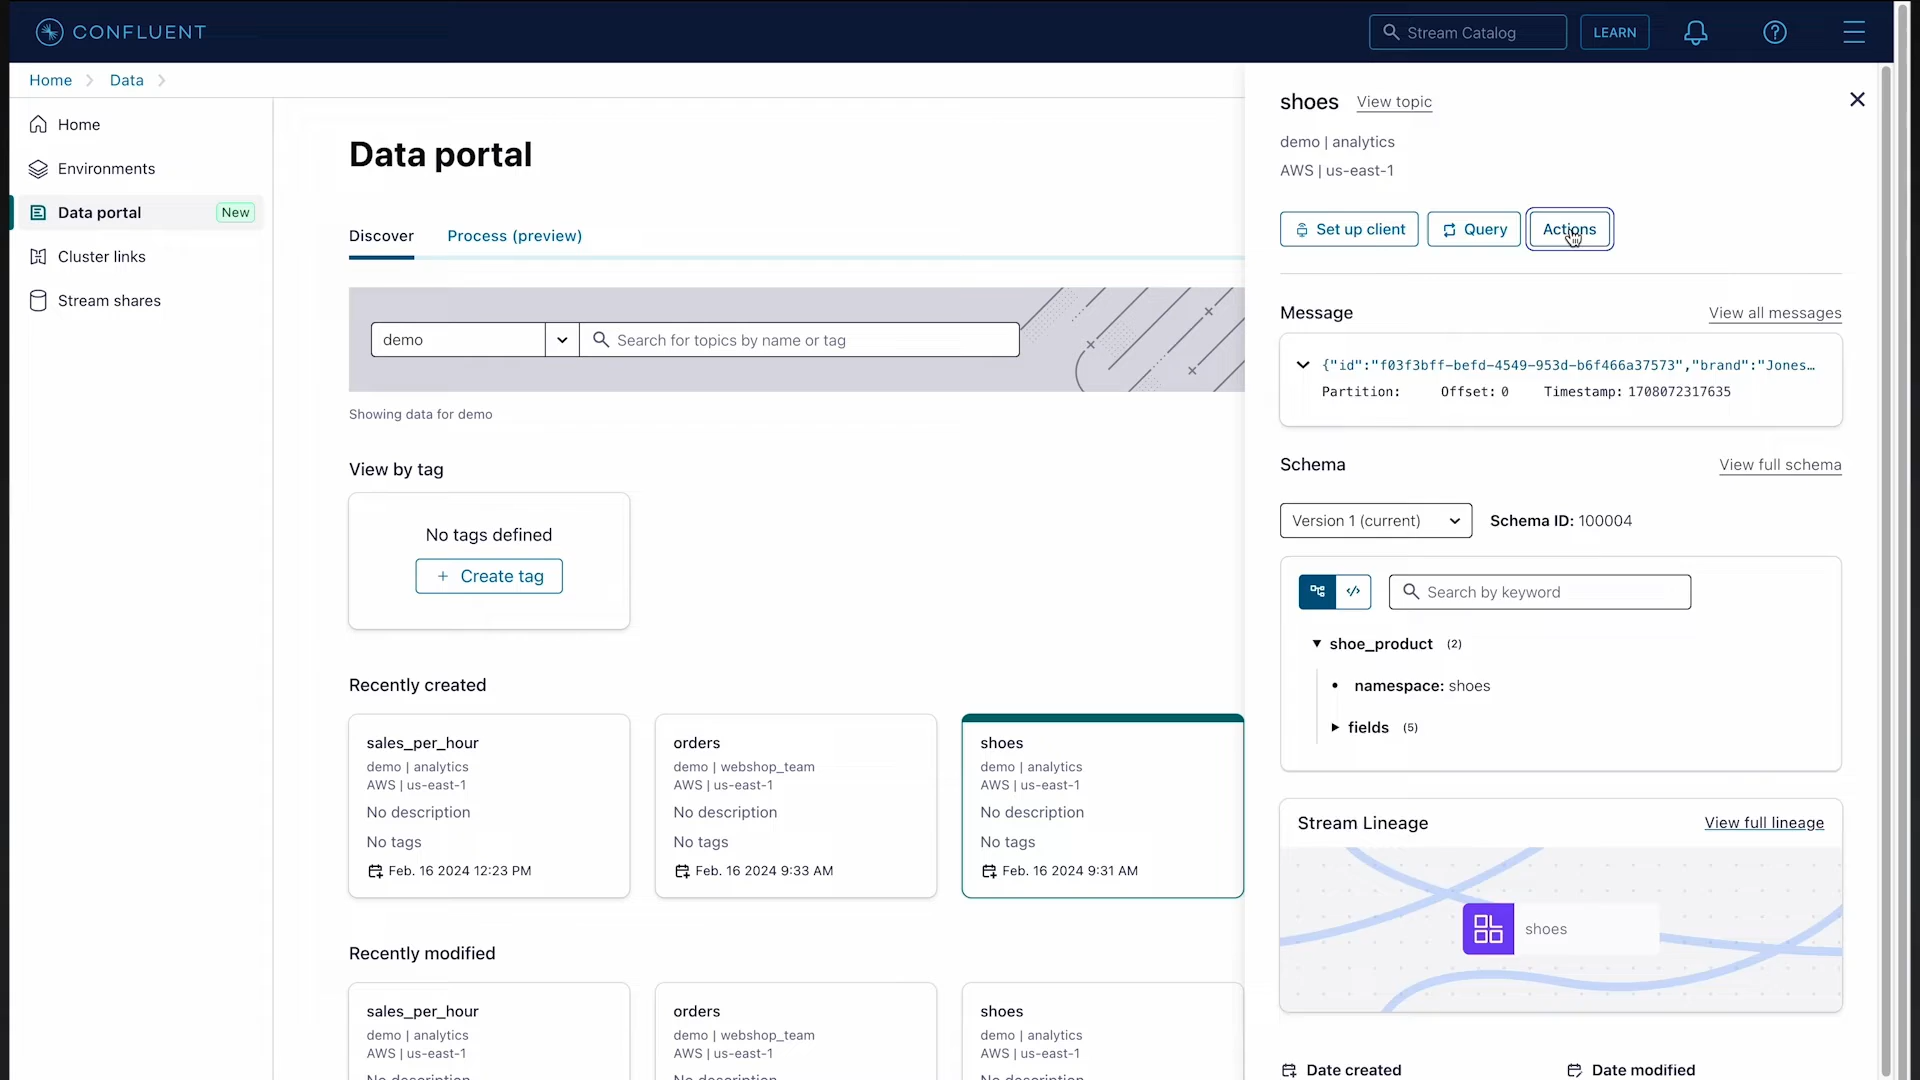 CONFLUENT
Stream Catalog
LEARN
Home
Data
Home
Environments
Data portal
New
Cluster links
Stream shares
Data portal
Discover
Process (preview)
demo
Search for topics by name or tag
Showing data for demo
View by tag
No tags defined
+ Create tag
Recently created
sales_per_hour
demo | analytics
AWS | us-east-1
No description
No tags
Feb. 16 2024 12:23 PM
orders
demo | webshop_team
AWS | us-east-1
No description
No tags
Feb. 16 2024 9:33 AM
shoes
demo | analytics
AWS | us-east-1
No description
No tags
Feb. 16 2024 9:31 AM
Recently modified
sales_per_hour
demo | analytics
AWS | us-east-1
No description
orders
demo | webshop_team
AWS | us-east-1
No description
shoes
demo | analytics
AWS | us-east-1
No description
shoes
View topic
demo | analytics
AWS | us-east-1
Set up client
Query
Actions
Message
View all messages
{"id":"f03f3bff-befd-4549-953d-b6f466a37573","brand":"Jones…
Partition: Offset: 0 Timestamp: 1708072317635
Schema
View full schema
Version 1 (current)
Schema ID: 100004
</>
Search by keyword
shoe_product (2)
namespace: shoes
fields (5)
Stream Lineage
View full lineage
shoes
Date created
Date modified